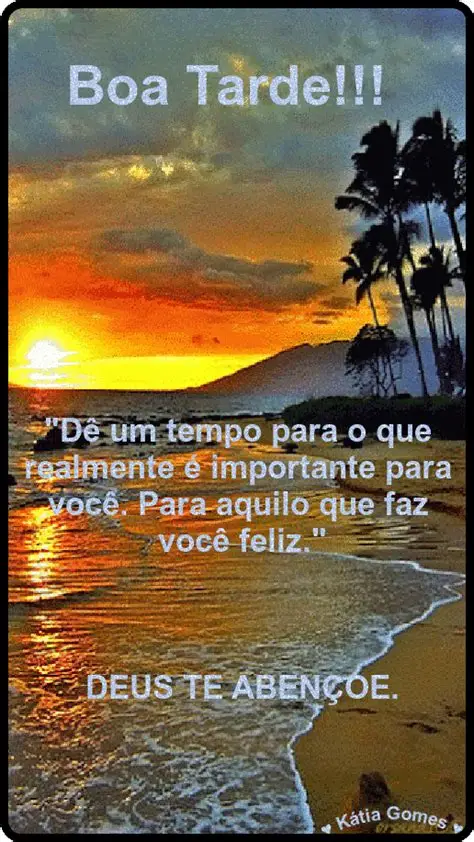 Boa Tarde!!!
"Dê um tempo para o que
realmente é importante para
você. Para aquilo que faz
você feliz."
DEUS TE ABENÇOE.
♥ Kátia Gomes ♥